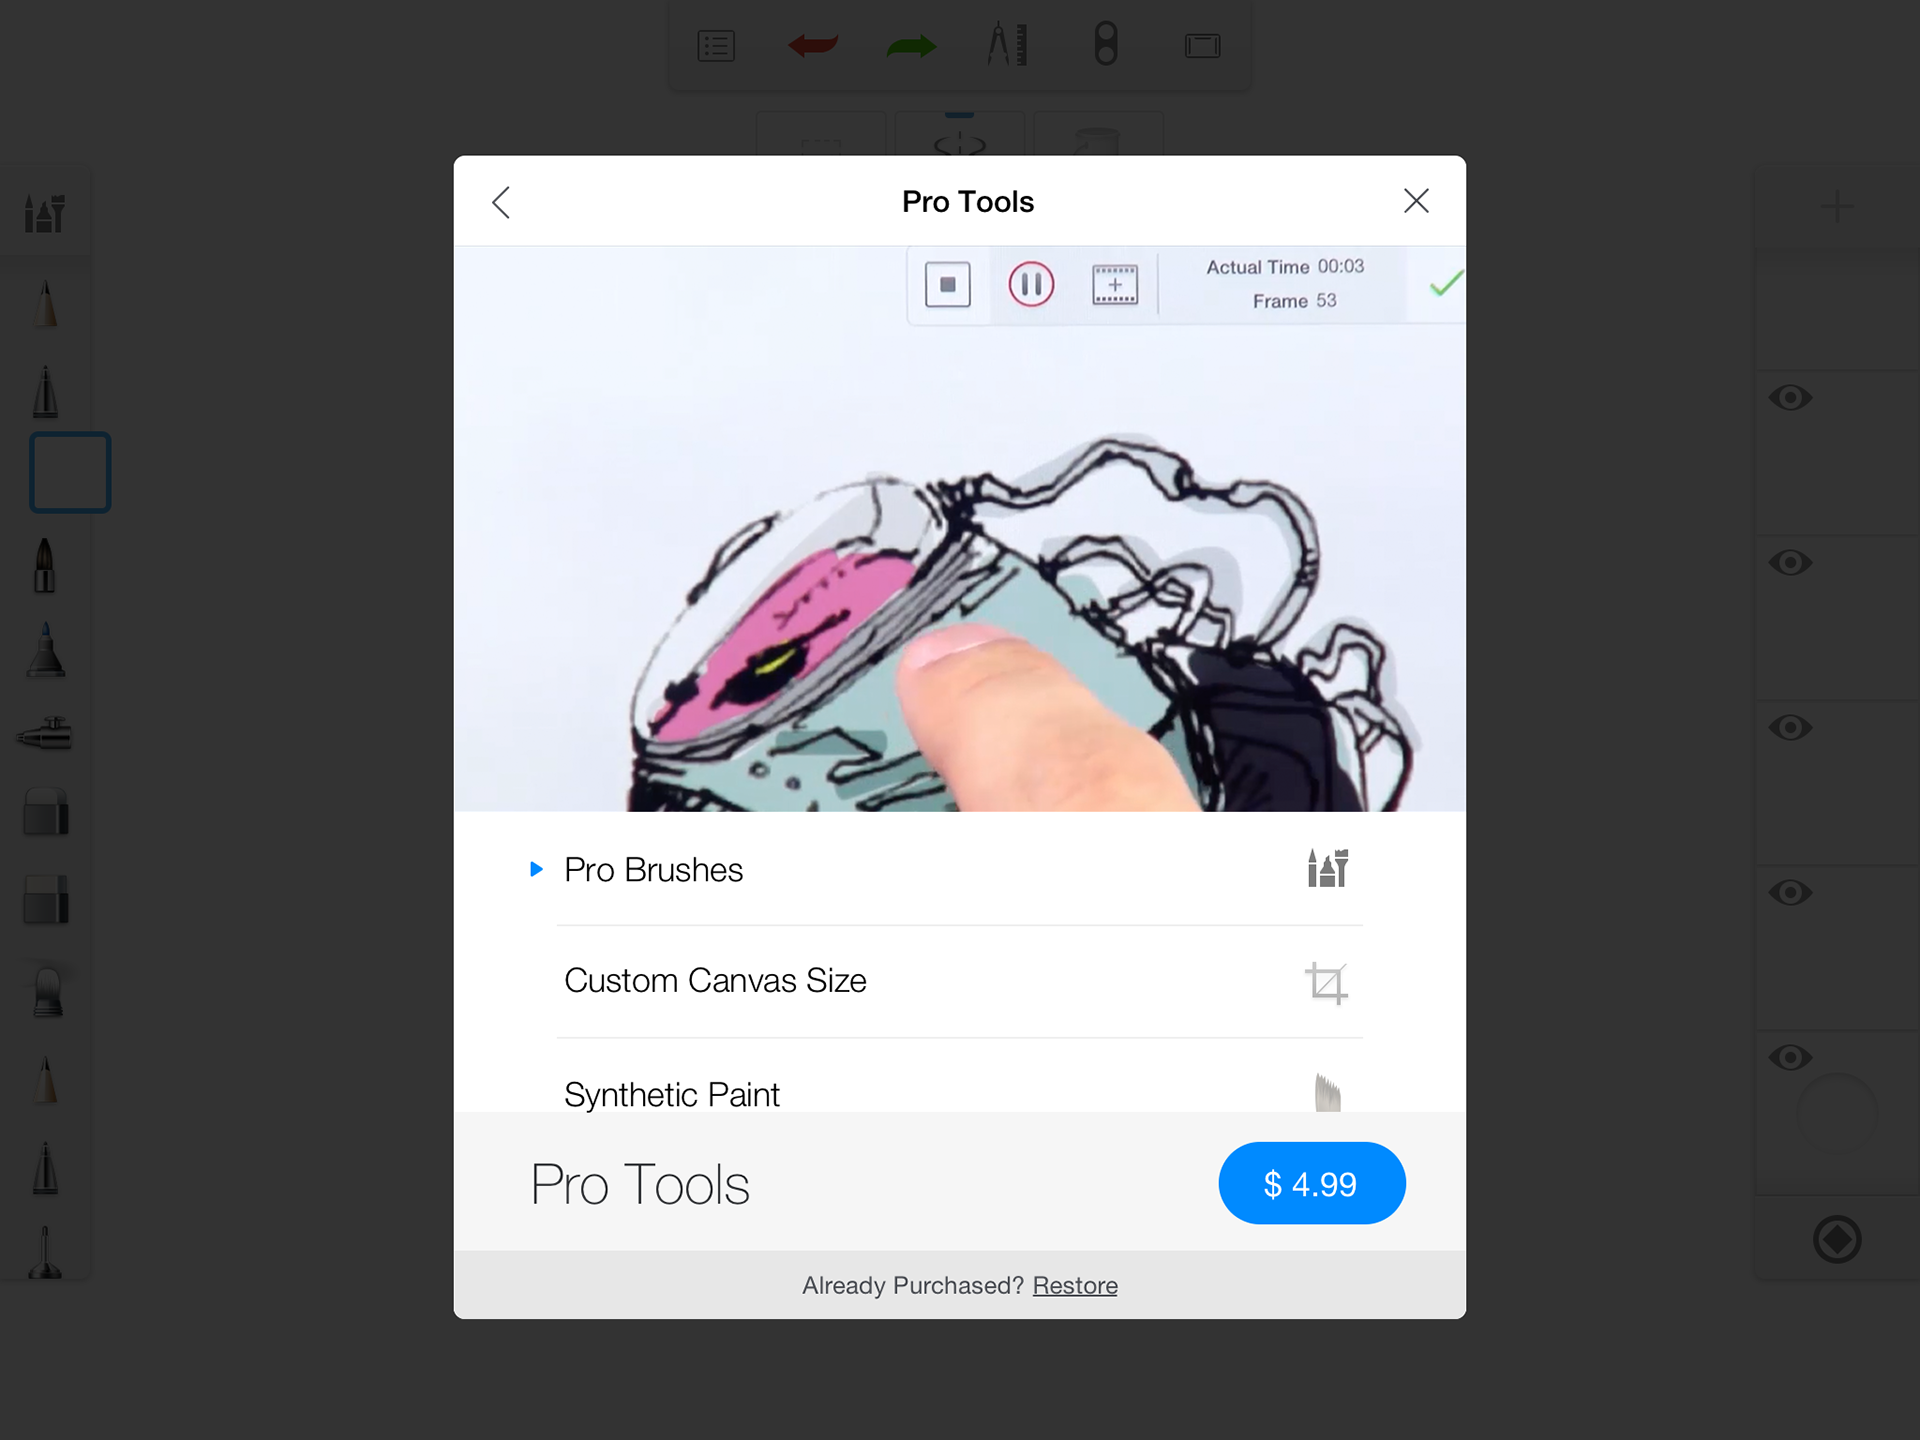 Pro Tools
Actual Time 00:03
Frame 53
Pro Brushes
Custom Canvas Size
Synthetic Paint
Pro Tools
$ 4.99
Already Purchased? Restore